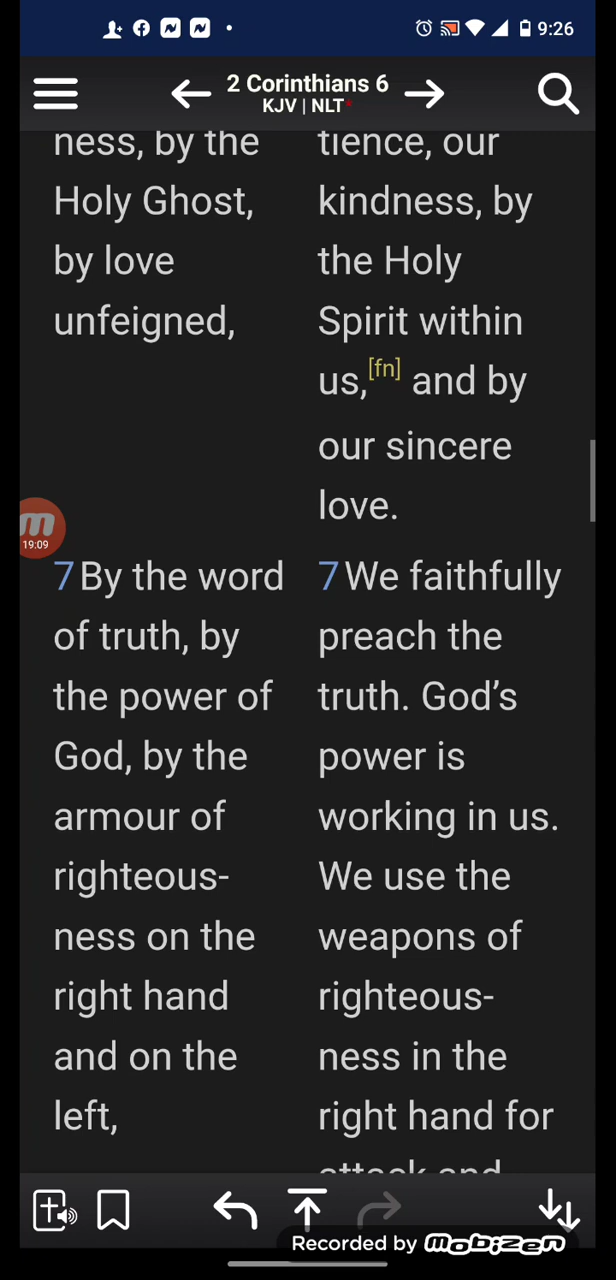 9:26
2 Corinthians 6
KJV | NLT*
ness, by the
Holy Ghost,
by love
unfeigned,
tience, our
kindness, by
the Holy
Spirit within
us,[fn] and by
our sincere
love.
19:09
7 By the word
of truth, by
the power of
God, by the
armour of
righteous-
ness on the
right hand
and on the
left,
7 We faithfully
preach the
truth. God's
power is
working in us.
We use the
weapons of
righteous-
ness in the
right hand for
attack and
Recorded by mobizen